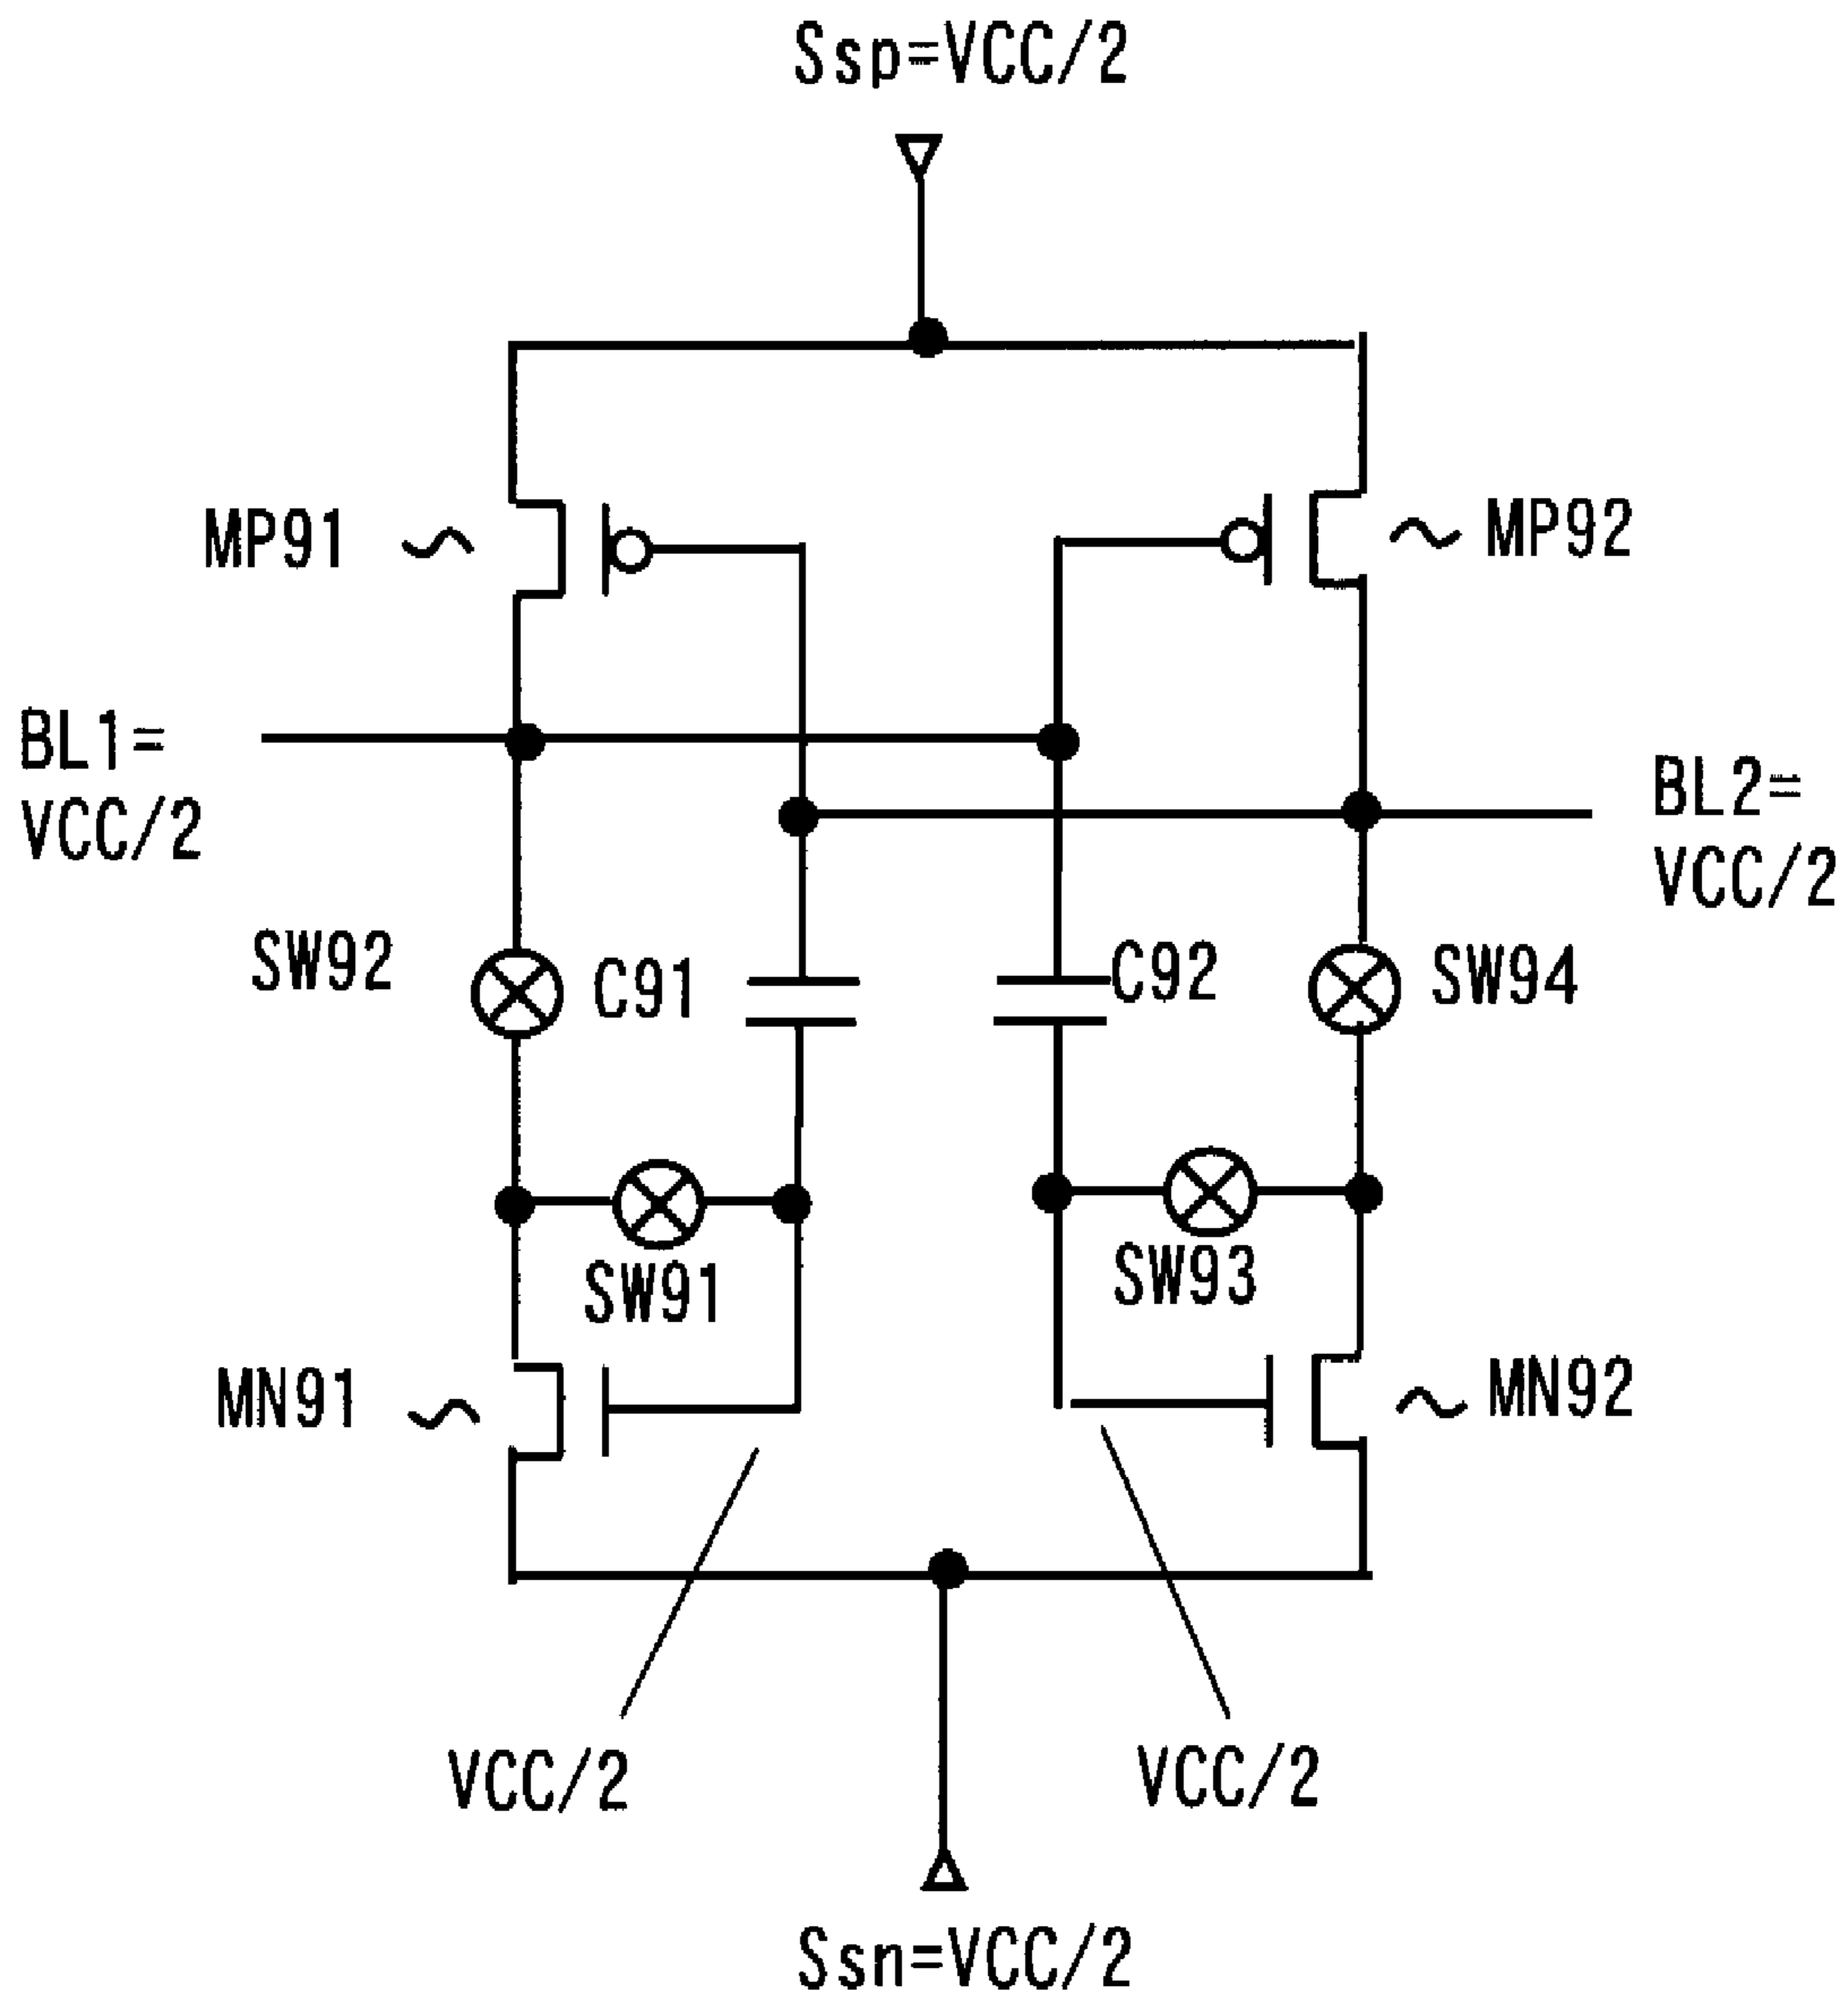 Ssp=VCC/2
MP91
MP92
BL1=
VCC/2
BL2=
VCC/2
SW92
C91
C92
SW94
SW91
SW93
MN91
MN92
VCC/2
VCC/2
Ssn=VCC/2